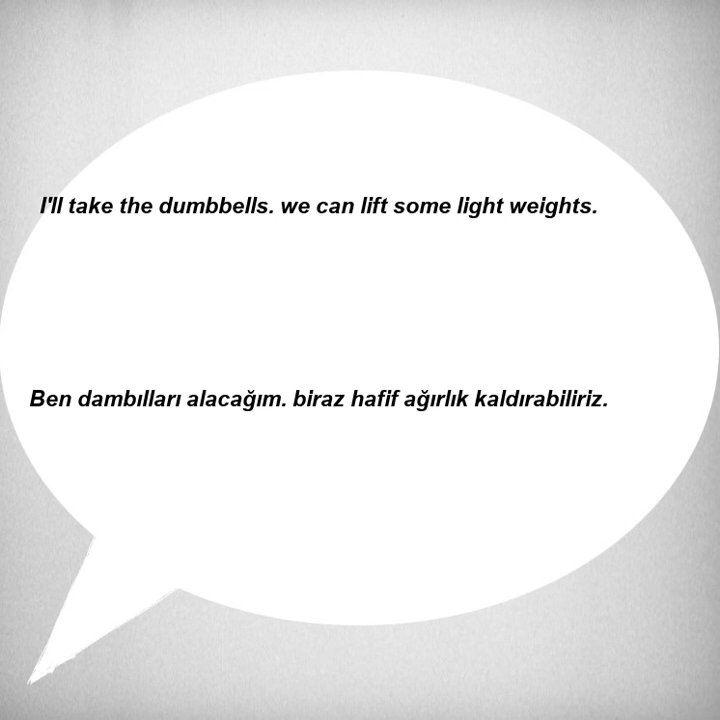 I'll take the dumbbells. we can lift some light weights.
Ben dambılları alacağım. biraz hafif ağırlık kaldırabiliriz.